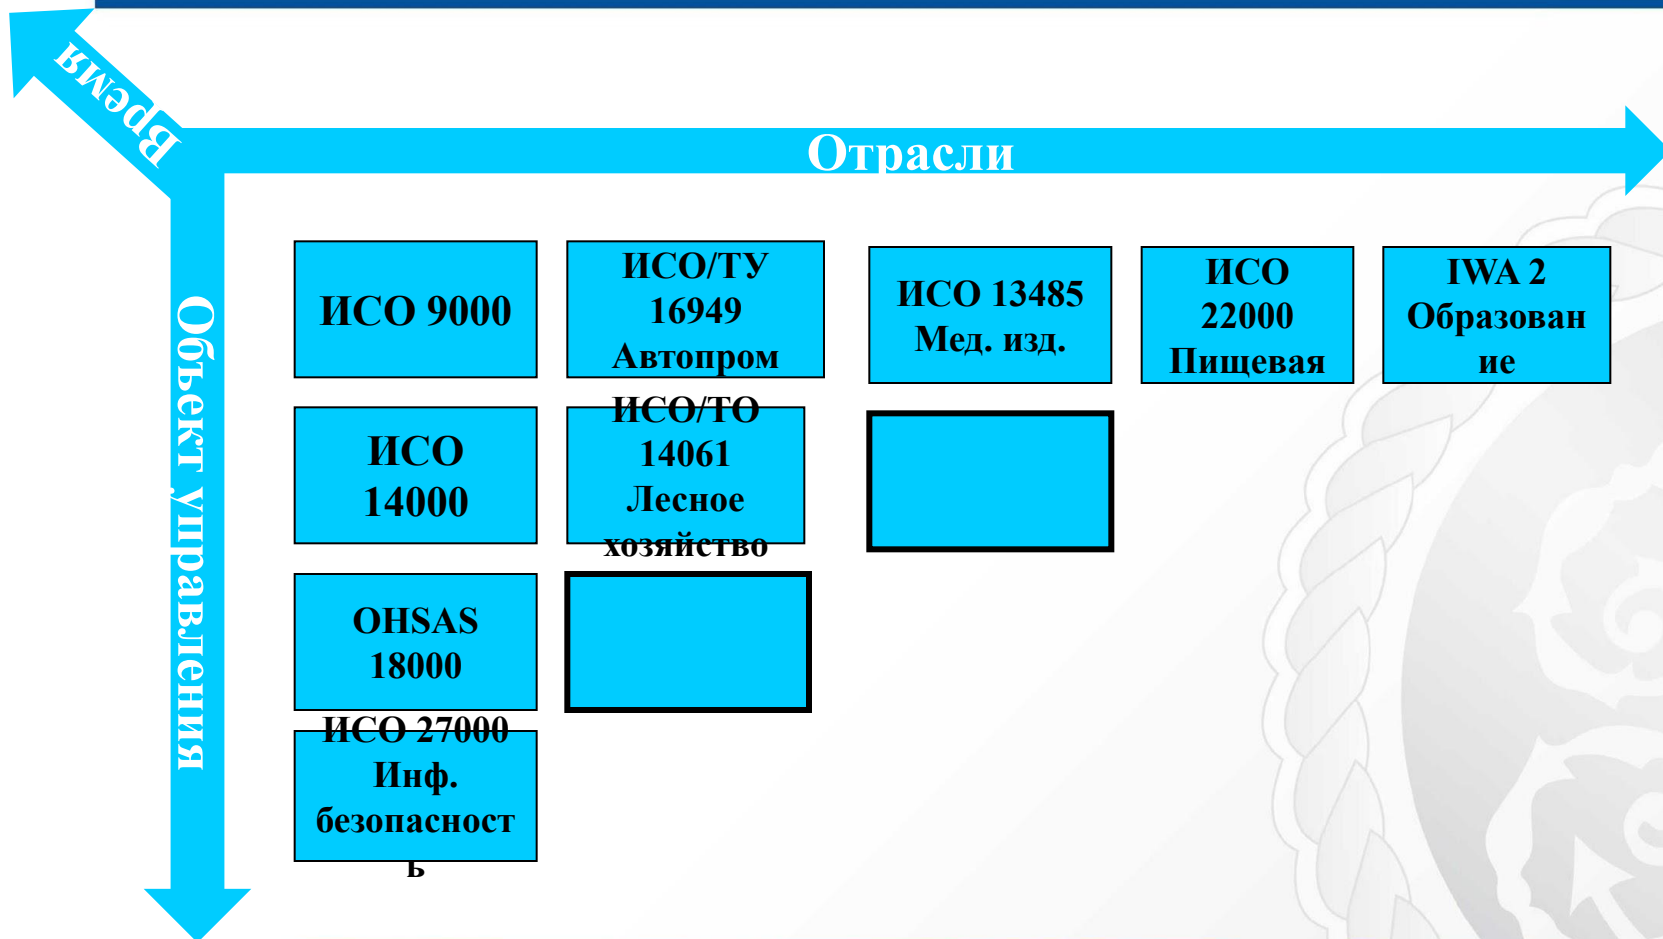 Время
Отрасли
Объект управления
ИСО 9000
ИСО/ТУ
16949
Автопром
ИСО 13485
Мед. изд.
ИСО
22000
Пищевая
IWA 2
Образован
ие
ИСО
14000
ИСО/ТО
14061
Лесное
хозяйство
OHSAS
18000
ИСО 27000
Инф.
безопасност
ь